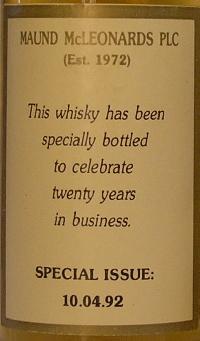 MAUND McLEONARDS PLC
(Est. 1972)
This whisky has been
specially bottled
to celebrate
twenty years
in business.
SPECIAL ISSUE:
10.04.92